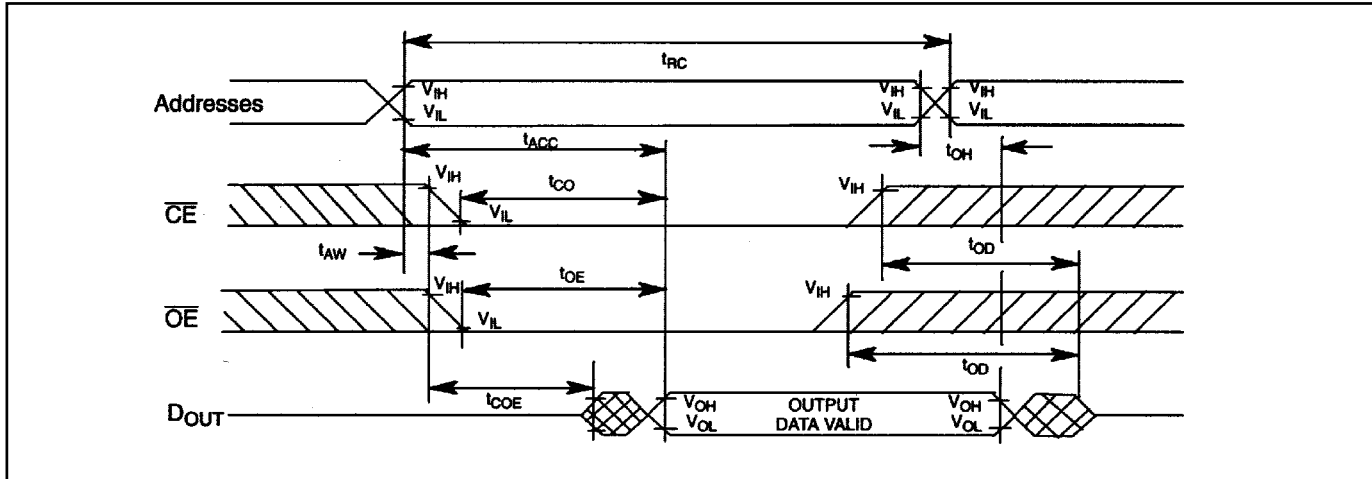 tRC
Addresses
VIH
VIL
VIH
VIL
VIH
VIL
tACC
tOH
CE
VIH
tCO
VIL
VIH
tAW
tOD
OE
VIH
tOE
VIL
VIH
tOD
tCOE
DOUT
VOH
VOL
OUTPUT
DATA VALID
VOH
VOL